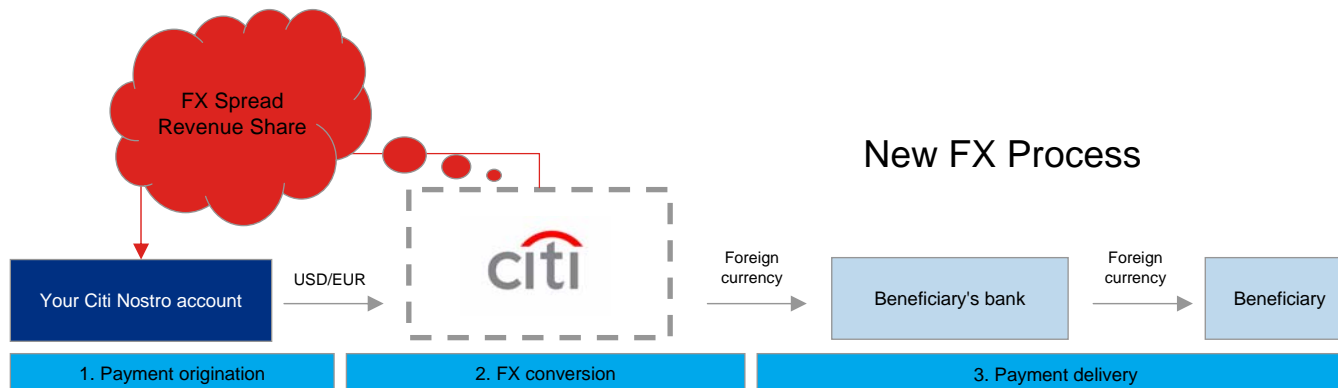 FX Spread
Revenue Share
New FX Process
citi
Your Citi Nostro account
USD/EUR
Foreign
currency
Beneficiary's bank
Foreign
currency
Beneficiary
1. Payment origination
2. FX conversion
3. Payment delivery